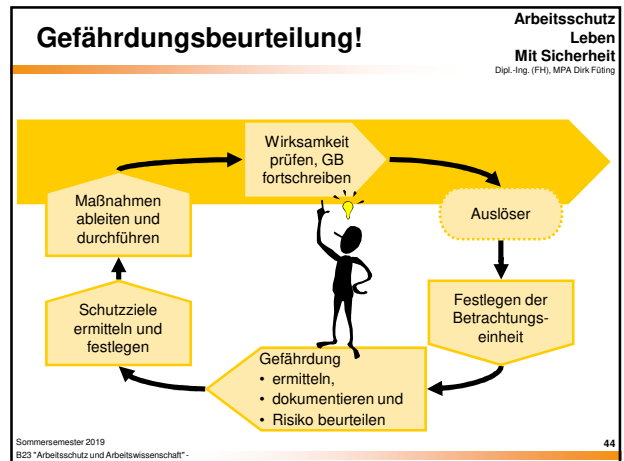 Gefährdungsbeurteilung!
Arbeitsschutz
Leben
Mit Sicherheit
Dipl.-Ing. (FH), MPA Dirk Füting
Wirksamkeit
prüfen, GB
fortschreiben
Auslöser
Festlegen der
Betrachtungs-
einheit
Gefährdung
• ermitteln,
• dokumentieren und
• Risiko beurteilen
Schutzziele
ermitteln und
festlegen
Maßnahmen
ableiten und
durchführen
Sommersemester 2019
B23 "Arbeitsschutz und Arbeitswissenschaft" -
44